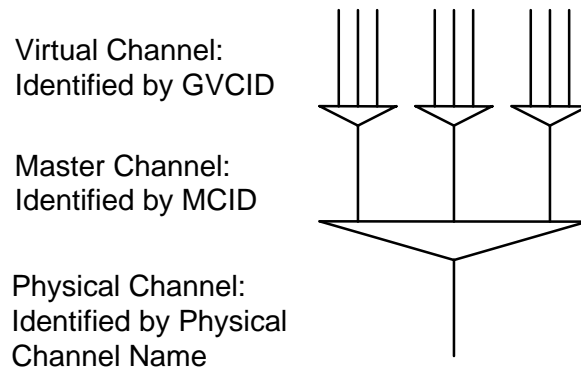 Virtual Channel:
Identified by GVCID
Master Channel:
Identified by MCID
Physical Channel:
Identified by Physical
Channel Name